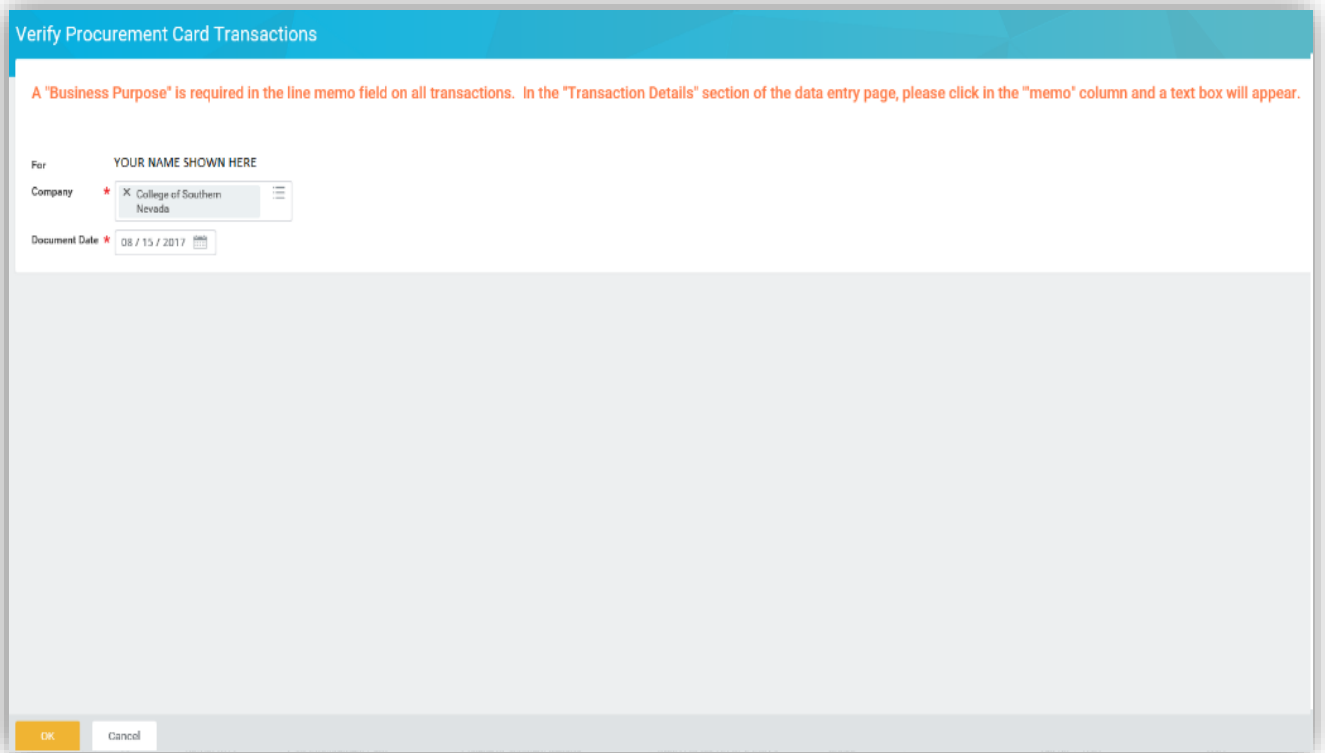 Verify Procurement Card Transactions
A "Business Purpose" is required in the line memo field on all transactions.  In the "Transaction Details" section of the data entry page, please click in the '"memo" column and a text box will appear.
For YOUR NAME SHOWN HERE
Company * × College of Southern
Nevada
Document Date * 08 / 15 / 2017
OK Cancel